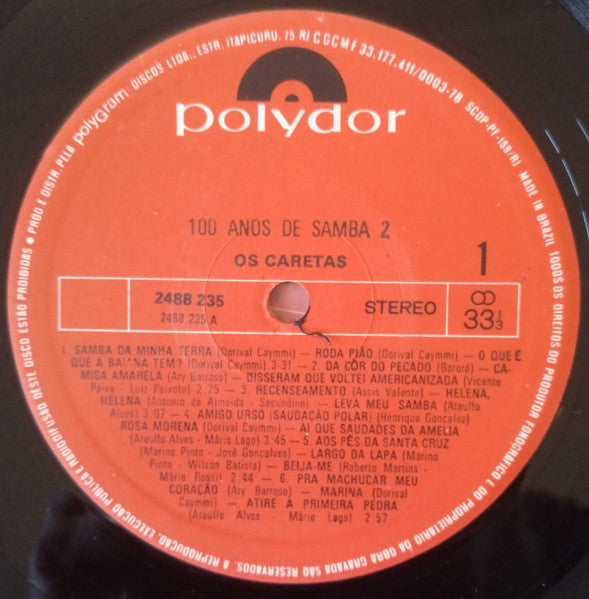 PROD E DISTR. PELA polygram DISCOS LTDA., ESTR. ITAPICURU, 75 RJ C G C M F 33.177.411/0003-78 SCDP-PF-199/RJ
MADE IN BRAZIL TODOS OS DIREITOS DO PRODUTOR FONOGRÁFICO E DO PROPRIETARIO DA OBRA GRAVADA SÃO RESERVADOS. A REPRODUÇÃO, EXECUÇÃO PUBLICA E RADIODIFUSÃO DESTE DISCO ESTÃO PROIBIDAS ●
polydor
100 ANOS DE SAMBA 2
OS CARETAS
1
2488 235
2488 235 A
STEREO
33 1/3
1. SAMBA DA MINHA TERRA (Dorival Caymmi) — RODA PIÃO (Dorival Caymmi) — O QUE É
QUE A BAIANA TEM? (Dorival Caymmi) 3:31 — 2. DA CÔR DO PECADO (Bororó) — CA-
MISA AMARELA (Ary Barroso) — DISSERAM QUE VOLTEI AMERICANIZADA (Vicente
Paiva - Luiz Peixoto) 2:25 — 3. RECENSEAMENTO (Assis Valente) — HELENA,
HELENA (Antonio de Almeida - Secundino) — LEVA MEU SAMBA (Ataulfo
Alves) 3:07 — 4. AMIGO URSO (SAUDAÇÃO POLAR) (Henrique Gonçalez)
ROSA MORENA (Dorival Caymmi) — AI QUE SAUDADES DA AMELIA
(Ataulfo Alves - Mário Lago) 3:45 — 5. AOS PÉS DA SANTA CRUZ
(Marino Pinto - José Gonçalves) — LARGO DA LAPA (Marino
Pinto - Wilson Batista) — BEIJA-ME (Roberto Martins -
Mário Rossi) 2:44 — 6. PRA MACHUCAR MEU
CORAÇÃO (Ary Barroso) — MARINA (Dorival
Caymmi) — ATIRE A PRIMEIRA PEDRA
(Ataulfo Alves - Mário Lago) 2:57